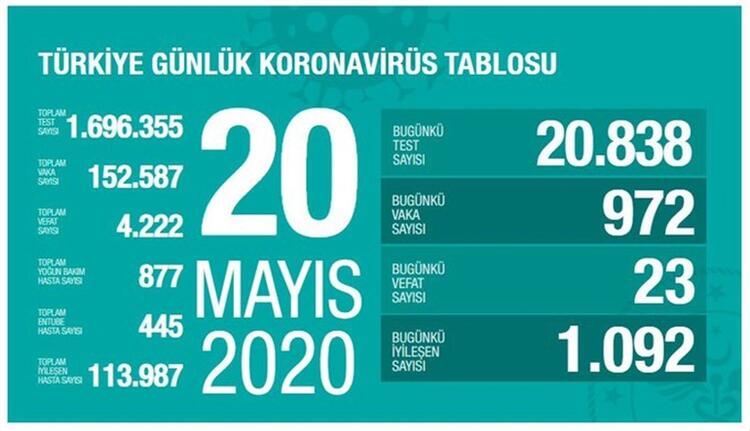 TÜRKİYE GÜNLÜK KORONAVİRÜS TABLOSU
TOPLAM
TEST
SAYISI
1.696.355
TOPLAM
VAKA
SAYISI
152.587
TOPLAM
VEFAT
SAYISI
4.222
TOPLAM
YOĞUN BAKIM
HASTA SAYISI
877
TOPLAM
ENTUBE
HASTA SAYISI
445
TOPLAM
İYİLEŞEN
HASTA SAYISI
113.987
20
MAYIS
2020
BUGÜNKÜ
TEST
SAYISI
20.838
BUGÜNKÜ
VAKA
SAYISI
972
BUGÜNKÜ
VEFAT
SAYISI
23
BUGÜNKÜ
İYİLEŞEN
SAYISI
1.092